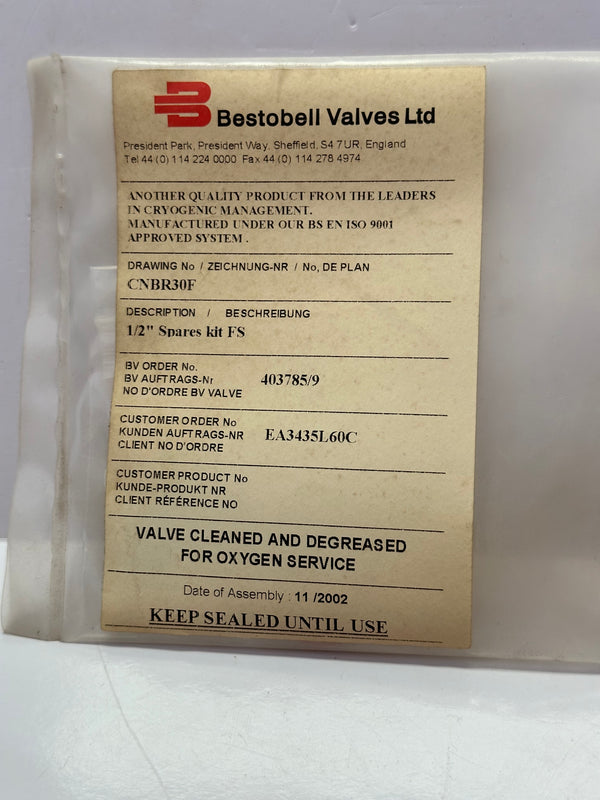 Bestobell Valves Ltd
President Park, President Way, Sheffield, S4 7UR, England
Tel 44 (0) 114 224 0000 Fax 44 (0) 114 278 4974
ANOTHER QUALITY PRODUCT FROM THE LEADERS
IN CRYOGENIC MANAGEMENT.
MANUFACTURED UNDER OUR BS EN ISO 9001
APPROVED SYSTEM .
DRAWING No / ZEICHNUNG-NR / No, DE PLAN
CNBR30F
DESCRIPTION / BESCHREIBUNG
1/2" Spares kit FS
BV ORDER No.
BV AUFTRAGS-Nr 403785/9
NO D'ORDRE BV VALVE
CUSTOMER ORDER No
KUNDEN AUFTRAGS-NR EA3435L60C
CLIENT NO D'ORDRE
CUSTOMER PRODUCT No
KUNDE-PRODUKT NR
CLIENT RÉFÉRENCE NO
VALVE CLEANED AND DEGREASED
FOR OXYGEN SERVICE
Date of Assembly : 11 /2002
KEEP SEALED UNTIL USE